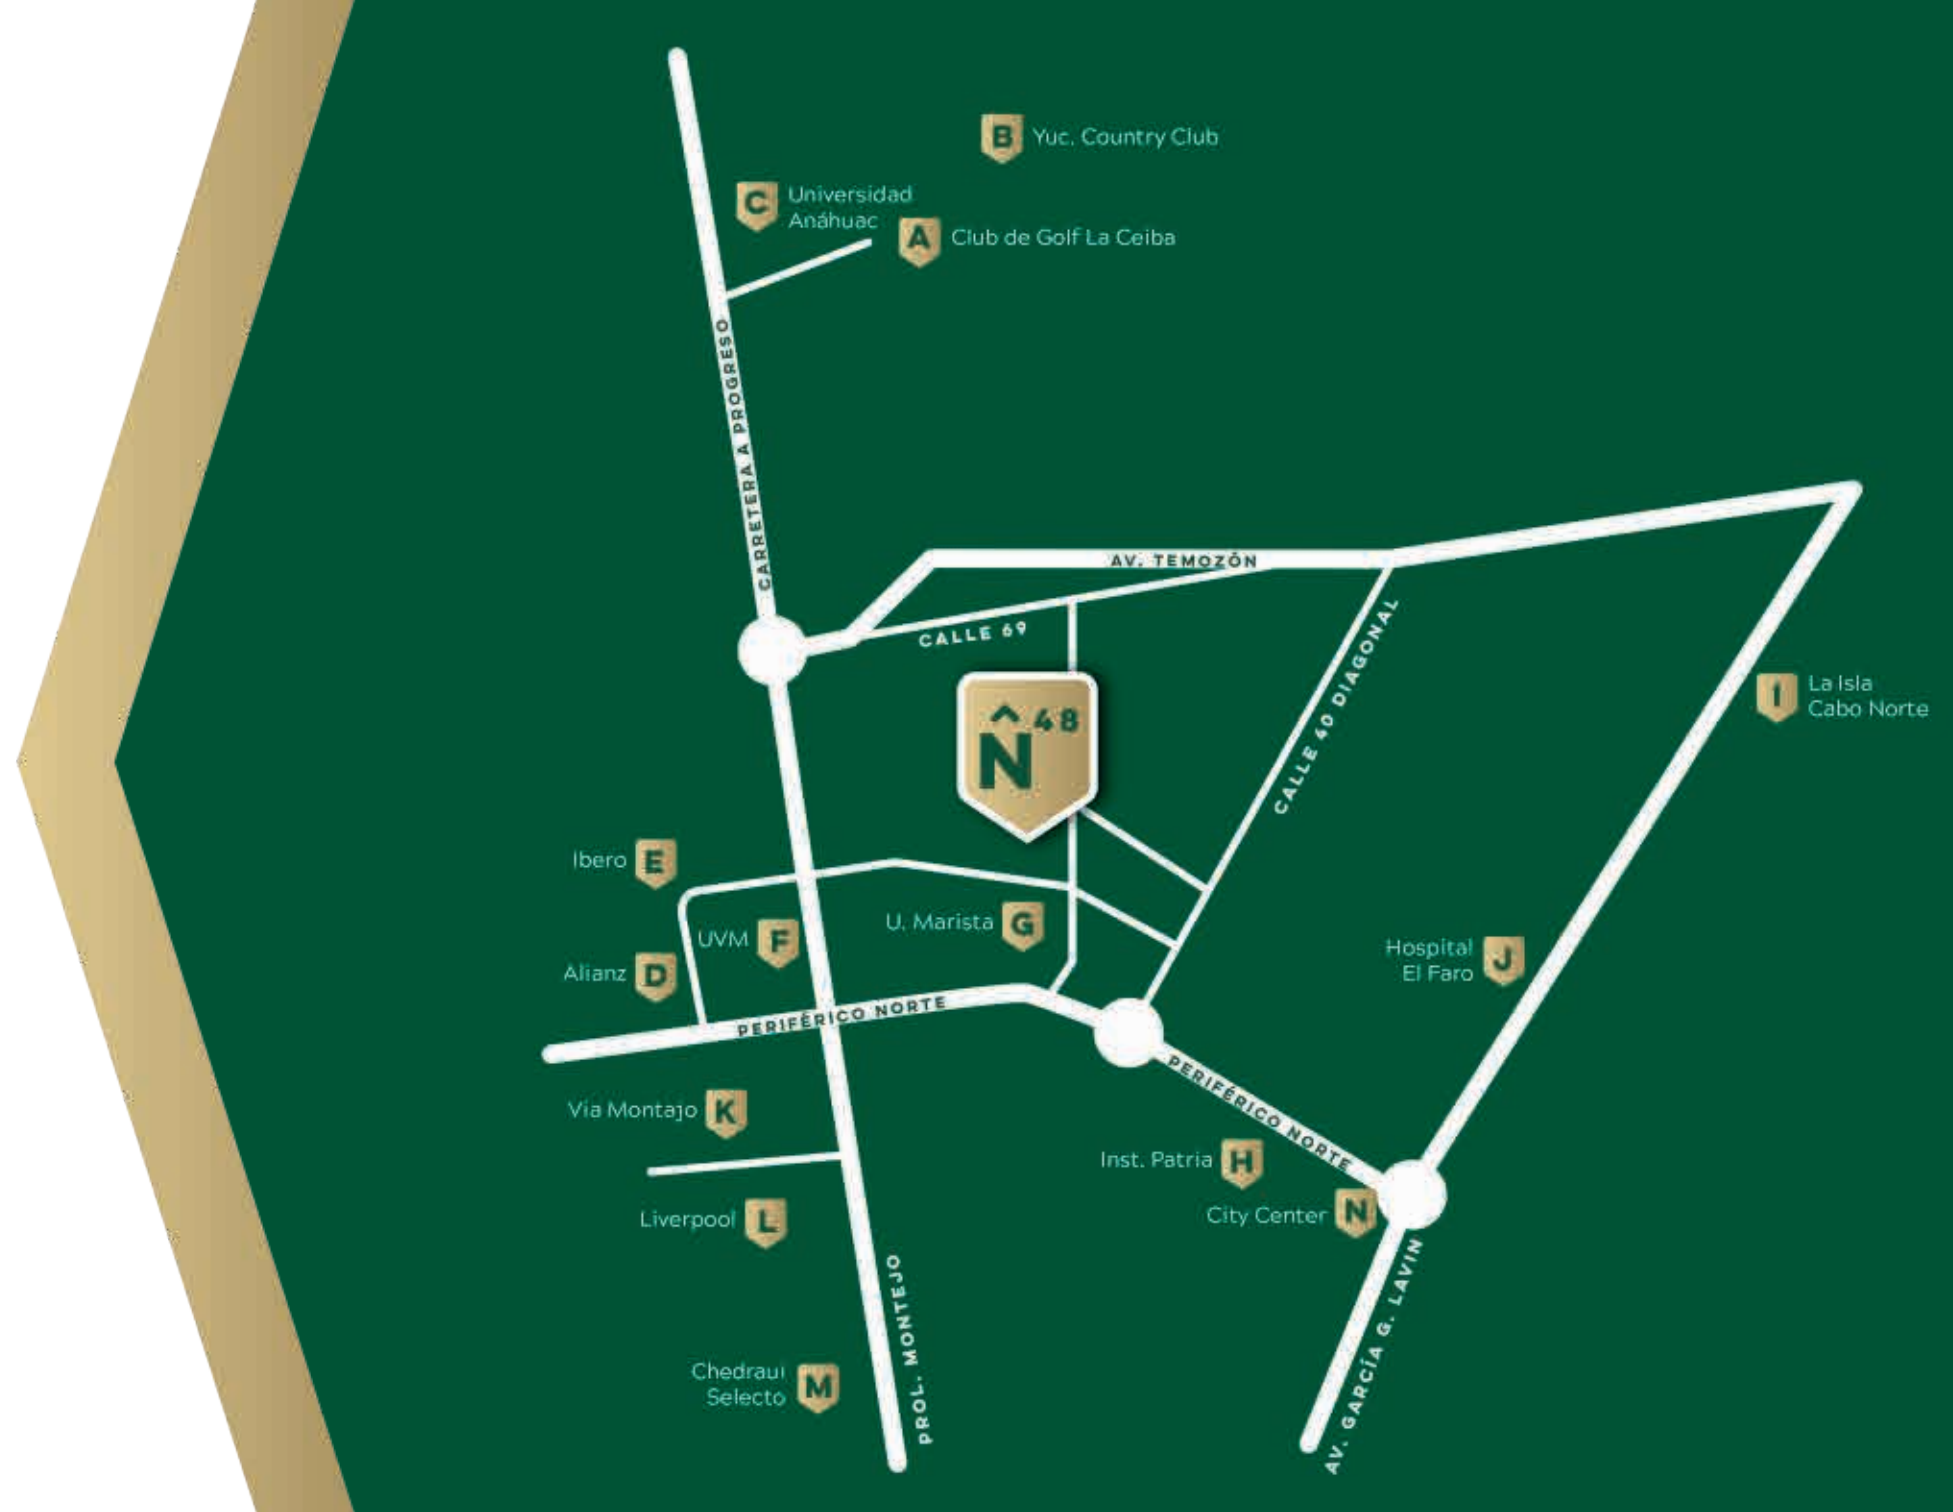 B Yuc. Country Club
C Universidad
Anáhuac
A Club de Golf La Ceiba
CARRETERA A PROGRESO
AV. TEMOZÓN
CALLE 69
CALLE 40 DIAGONAL
N̂ 48
I La Isla
Cabo Norte
Ibero E
UVM F
U. Marista G
Alianz D
Hospital
El Faro J
PERIFÉRICO NORTE
PERIFÉRICO NORTE
Via Montajo K
Inst. Patria H
City Center N
Liverpool L
PROL. MONTEJO
AV. GARCÍA G. LAVIN
Chedraui
Selecto M